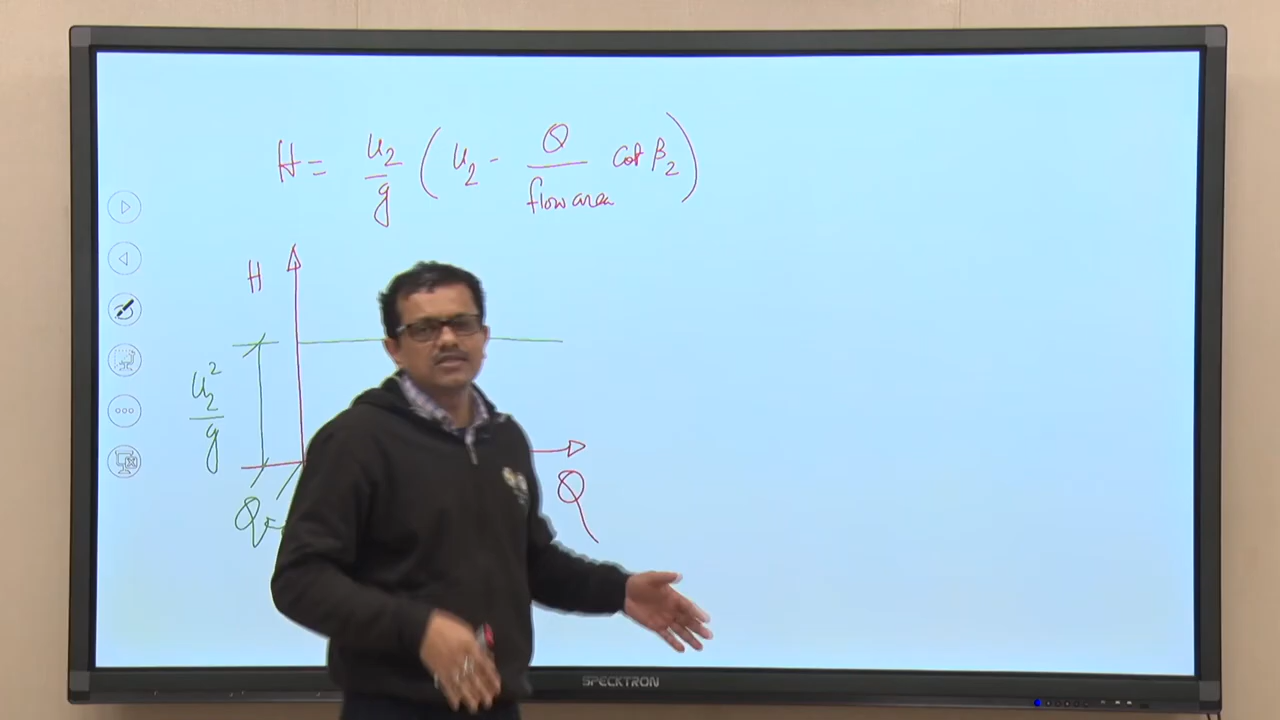 H = u₂/g (u₂ - Q/flow area cot β₂)
H
u₂²/g
Q
Q
SPECKTRON